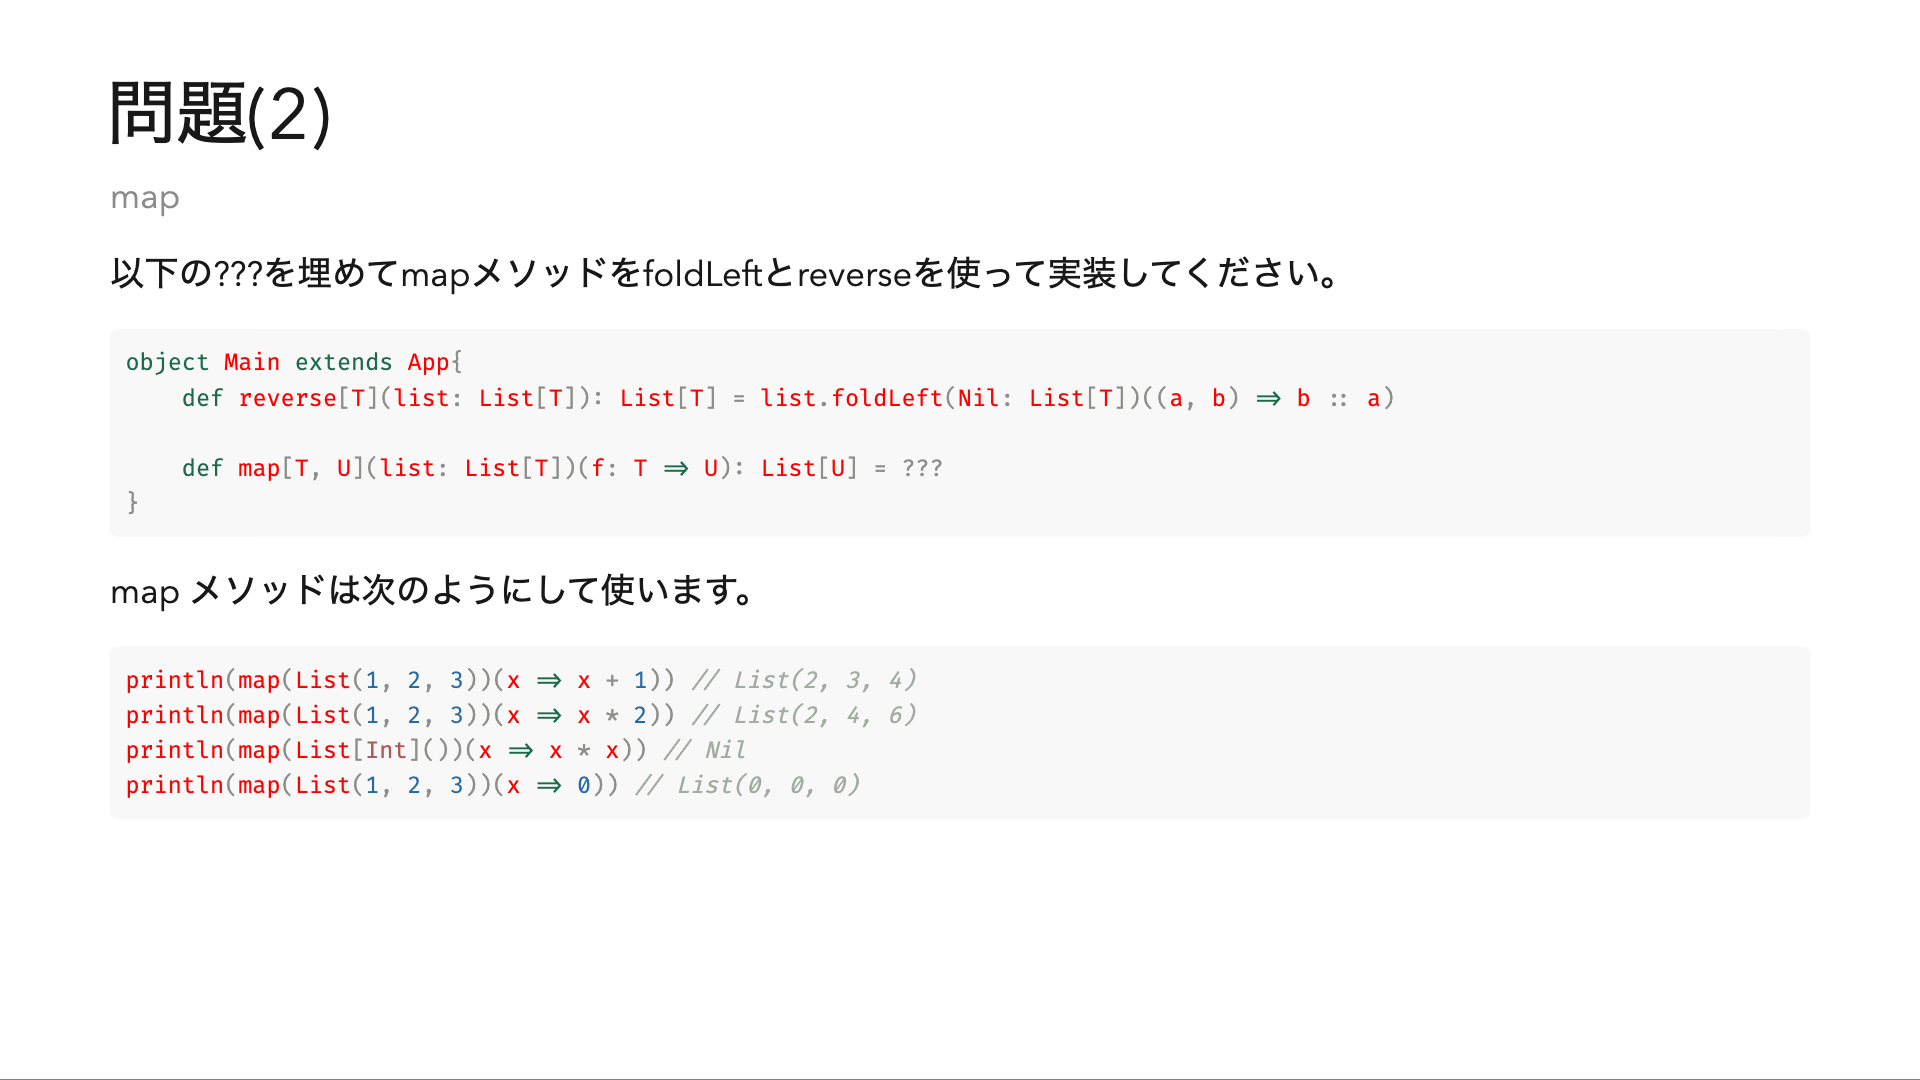 問題(2)
map
以下の???を埋めてmapメソッドをfoldLeftとreverseを使って実装してください。
object Main extends App{
    def reverse[T](list: List[T]): List[T] = list.foldLeft(Nil: List[T])((a, b) => b :: a)
    def map[T, U](list: List[T])(f: T => U): List[U] = ???
}
map メソッドは次のようにして使います。
println(map(List(1, 2, 3))(x => x + 1)) // List(2, 3, 4)
println(map(List(1, 2, 3))(x => x * 2)) // List(2, 4, 6)
println(map(List[Int]())(x => x * x)) // Nil
println(map(List(1, 2, 3))(x => 0)) // List(0, 0, 0)